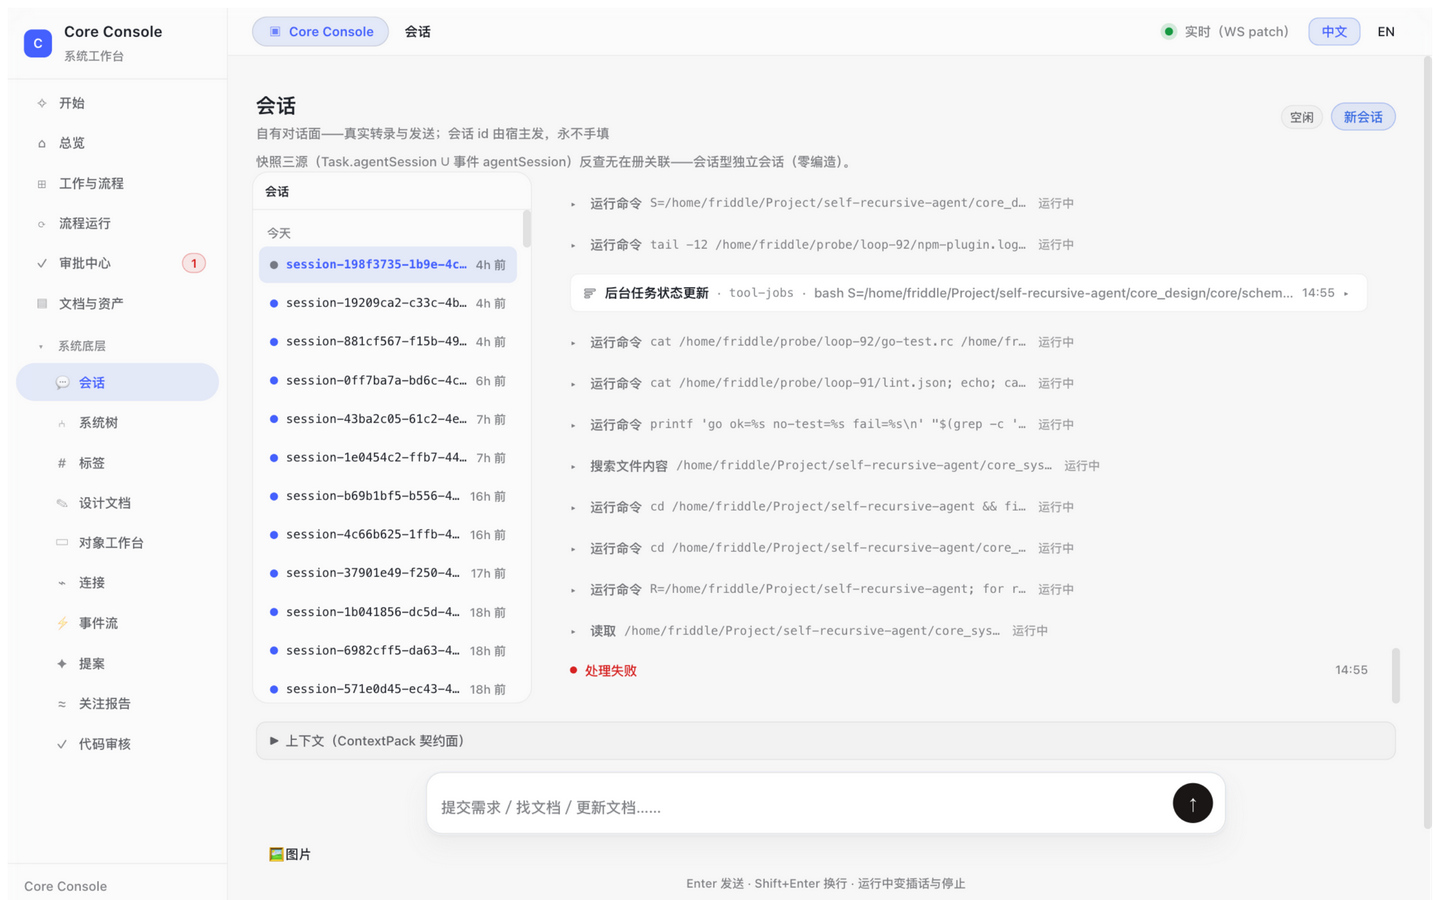 C
Core Console
系统工作台
开始
总览
工作与流程
流程运行
审批中心 1
文档与资产
系统底层
会话
系统树
# 标签
设计文档
对象工作台
连接
事件流
提案
关注报告
代码审核
Core Console
Core Console 会话
实时（WS patch） 中文 EN
会话
自有对话面——真实转录与发送；会话 id 由宿主发，永不手填
空闲 新会话
快照三源（Task.agentSession ∪ 事件 agentSession）反查无在册关联——会话型独立会话（零编造）。
会话
今天
session-198f3735-1b9e-4c… 4h 前
session-19209ca2-c33c-4b… 4h 前
session-881cf567-f15b-49… 4h 前
session-0ff7ba7a-bd6c-4c… 6h 前
session-43ba2c05-61c2-4e… 7h 前
session-1e0454c2-ffb7-44… 7h 前
session-b69b1bf5-b556-4… 16h 前
session-4c66b625-1ffb-4… 16h 前
session-37901e49-f250-4… 17h 前
session-1b041856-dc5d-4… 18h 前
session-6982cff5-da63-4… 18h 前
session-571e0d45-ec43-4… 18h 前
▸ 运行命令 S=/home/friddle/Project/self-recursive-agent/core_d… 运行中
▸ 运行命令 tail -12 /home/friddle/probe/loop-92/npm-plugin.log… 运行中
后台任务状态更新 · tool-jobs · bash S=/home/friddle/Project/self-recursive-agent/core_design/core/schem… 14:55 ▸
▸ 运行命令 cat /home/friddle/probe/loop-92/go-test.rc /home/fr… 运行中
▸ 运行命令 cat /home/friddle/probe/loop-91/lint.json; echo; ca… 运行中
▸ 运行命令 printf 'go ok=%s no-test=%s fail=%s\n' "$(grep -c '… 运行中
▸ 搜索文件内容 /home/friddle/Project/self-recursive-agent/core_sys… 运行中
▸ 运行命令 cd /home/friddle/Project/self-recursive-agent && fi… 运行中
▸ 运行命令 cd /home/friddle/Project/self-recursive-agent/core_… 运行中
▸ 运行命令 R=/home/friddle/Project/self-recursive-agent; for r… 运行中
▸ 读取 /home/friddle/Project/self-recursive-agent/core_sys… 运行中
处理失败 14:55
▶ 上下文（ContextPack 契约面）
提交需求 / 找文档 / 更新文档……
↑
🖼️图片
Enter 发送 · Shift+Enter 换行 · 运行中变插话与停止